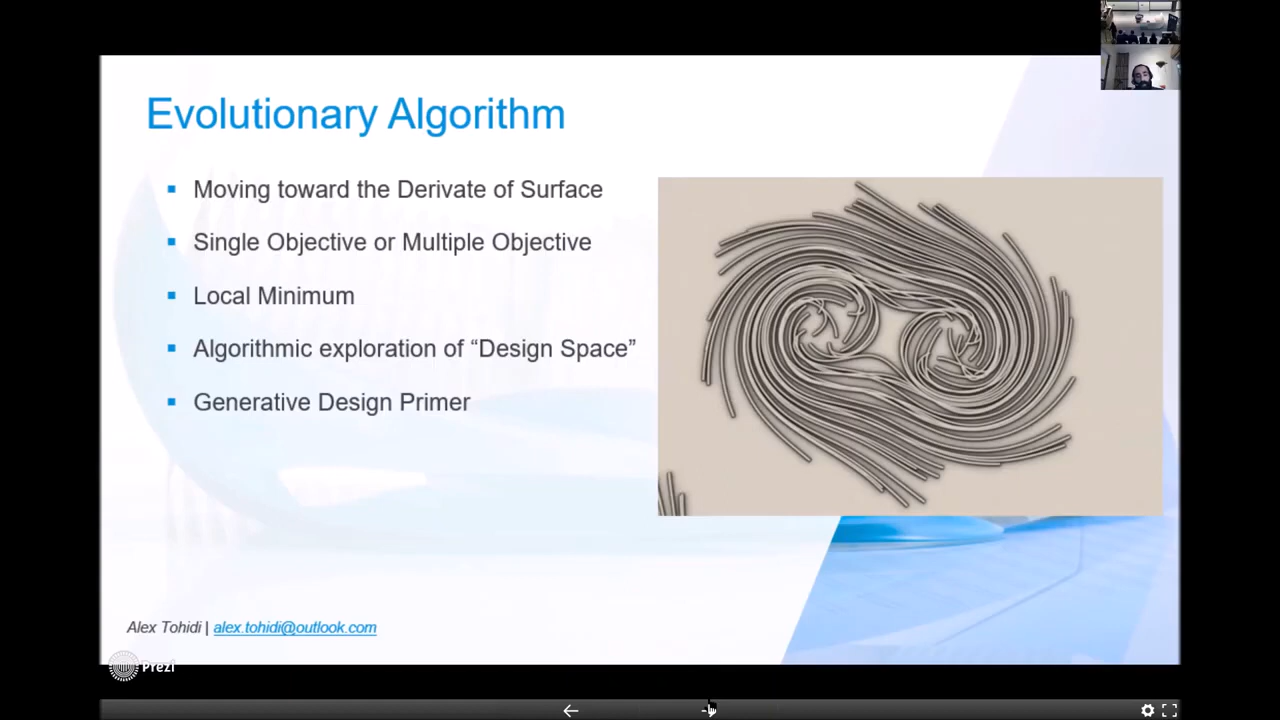 Evolutionary Algorithm
Moving toward the Derivate of Surface
Single Objective or Multiple Objective
Local Minimum
Algorithmic exploration of “Design Space”
Generative Design Primer
Alex Tohidi | alex.tohidi@outlook.com
Prezi